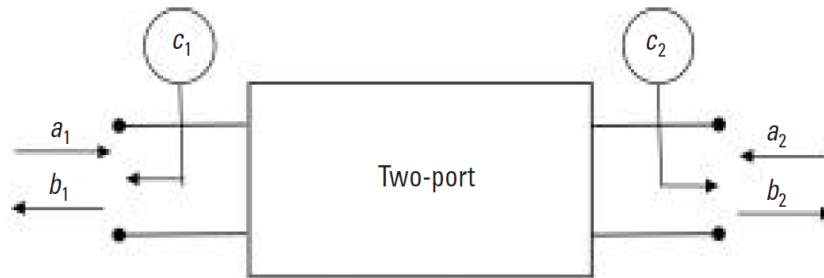 c₁ c₂
a₁ a₂
Two-port
b₁ b₂